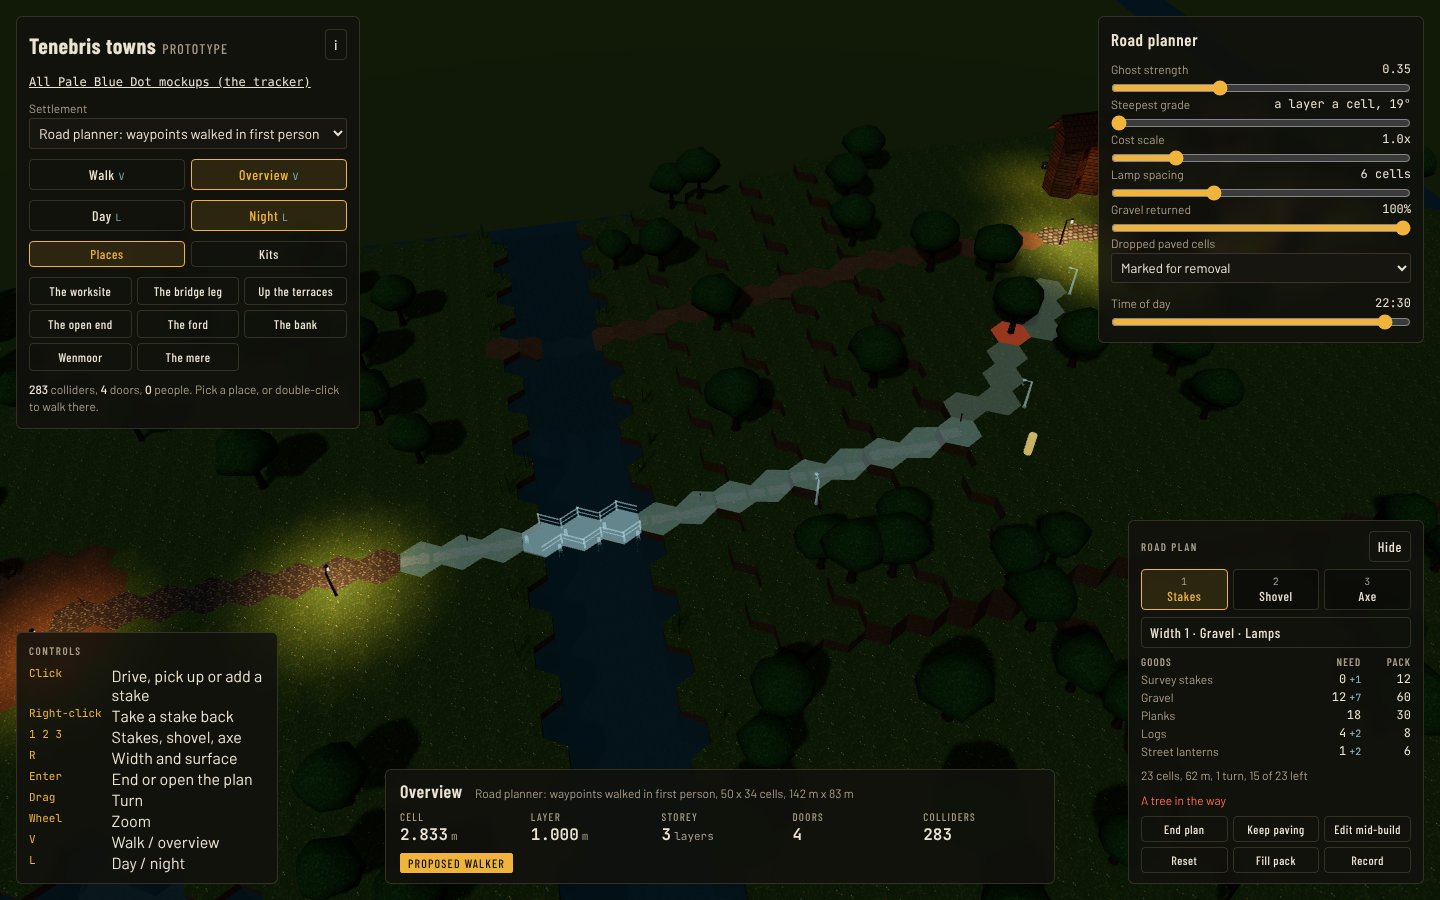 Tenebris towns PROTOTYPE
i
All Pale Blue Dot mockups (the tracker)
Settlement
Road planner: waypoints walked in first person
Walk V
Overview V
Day L
Night L
Places
Kits
The worksite
The bridge leg
Up the terraces
The open end
The ford
The bank
Wenmoor
The mere
283 colliders, 4 doors, 0 people. Pick a place, or double-click
to walk there.
Road planner
Ghost strength 0.35
Steepest grade a layer a cell, 19°
Cost scale 1.0x
Lamp spacing 6 cells
Gravel returned 100%
Dropped paved cells
Marked for removal
Time of day 22:30
CONTROLS
Click Drive, pick up or add a
stake
Right-click Take a stake back
1 2 3 Stakes, shovel, axe
R Width and surface
Enter End or open the plan
Drag Turn
Wheel Zoom
V Walk / overview
L Day / night
Overview Road planner: waypoints walked in first person, 50 x 34 cells, 142 m x 83 m
CELL LAYER STOREY DOORS COLLIDERS
2.833 m 1.000 m 3 layers 4 283
PROPOSED WALKER
ROAD PLAN
Hide
1 2 3
Stakes Shovel Axe
Width 1 · Gravel · Lamps
GOODS NEED PACK
Survey stakes 0 +1 12
Gravel 12 +7 60
Planks 18 30
Logs 4 +2 8
Street lanterns 1 +2 6
23 cells, 62 m, 1 turn, 15 of 23 left
A tree in the way
End plan Keep paving Edit mid-build
Reset Fill pack Record